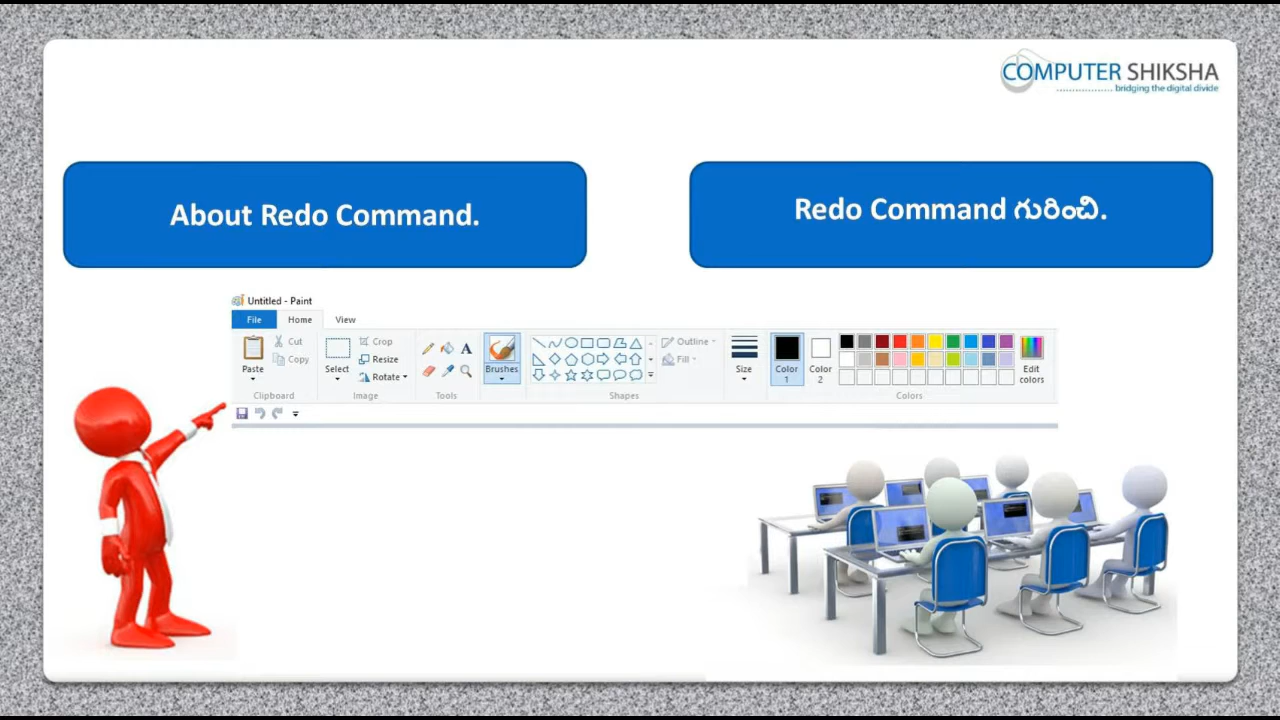 COMPUTER SHIKSHA
bridging the digital divide
About Redo Command.
Redo Command గురించి.
Untitled - Paint
File Home View
Cut Crop Outline
Copy Resize Fill
Paste Select Rotate A Brushes Size Color 1 Color 2 Edit colors
Clipboard Image Tools Shapes Colors